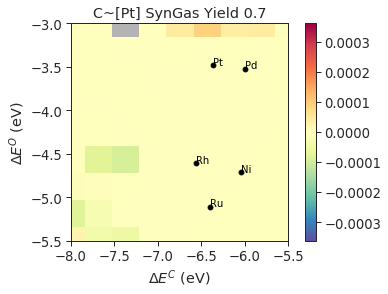 C~[Pt] SynGas Yield 0.7
ΔE^O (eV)
−3.0
−3.5
−4.0
−4.5
−5.0
−5.5
Pt
Pd
Rh
Ni
Ru
−8.0 −7.5 −7.0 −6.5 −6.0 −5.5
ΔE^C (eV)
0.0003
0.0002
0.0001
0.0000
−0.0001
−0.0002
−0.0003